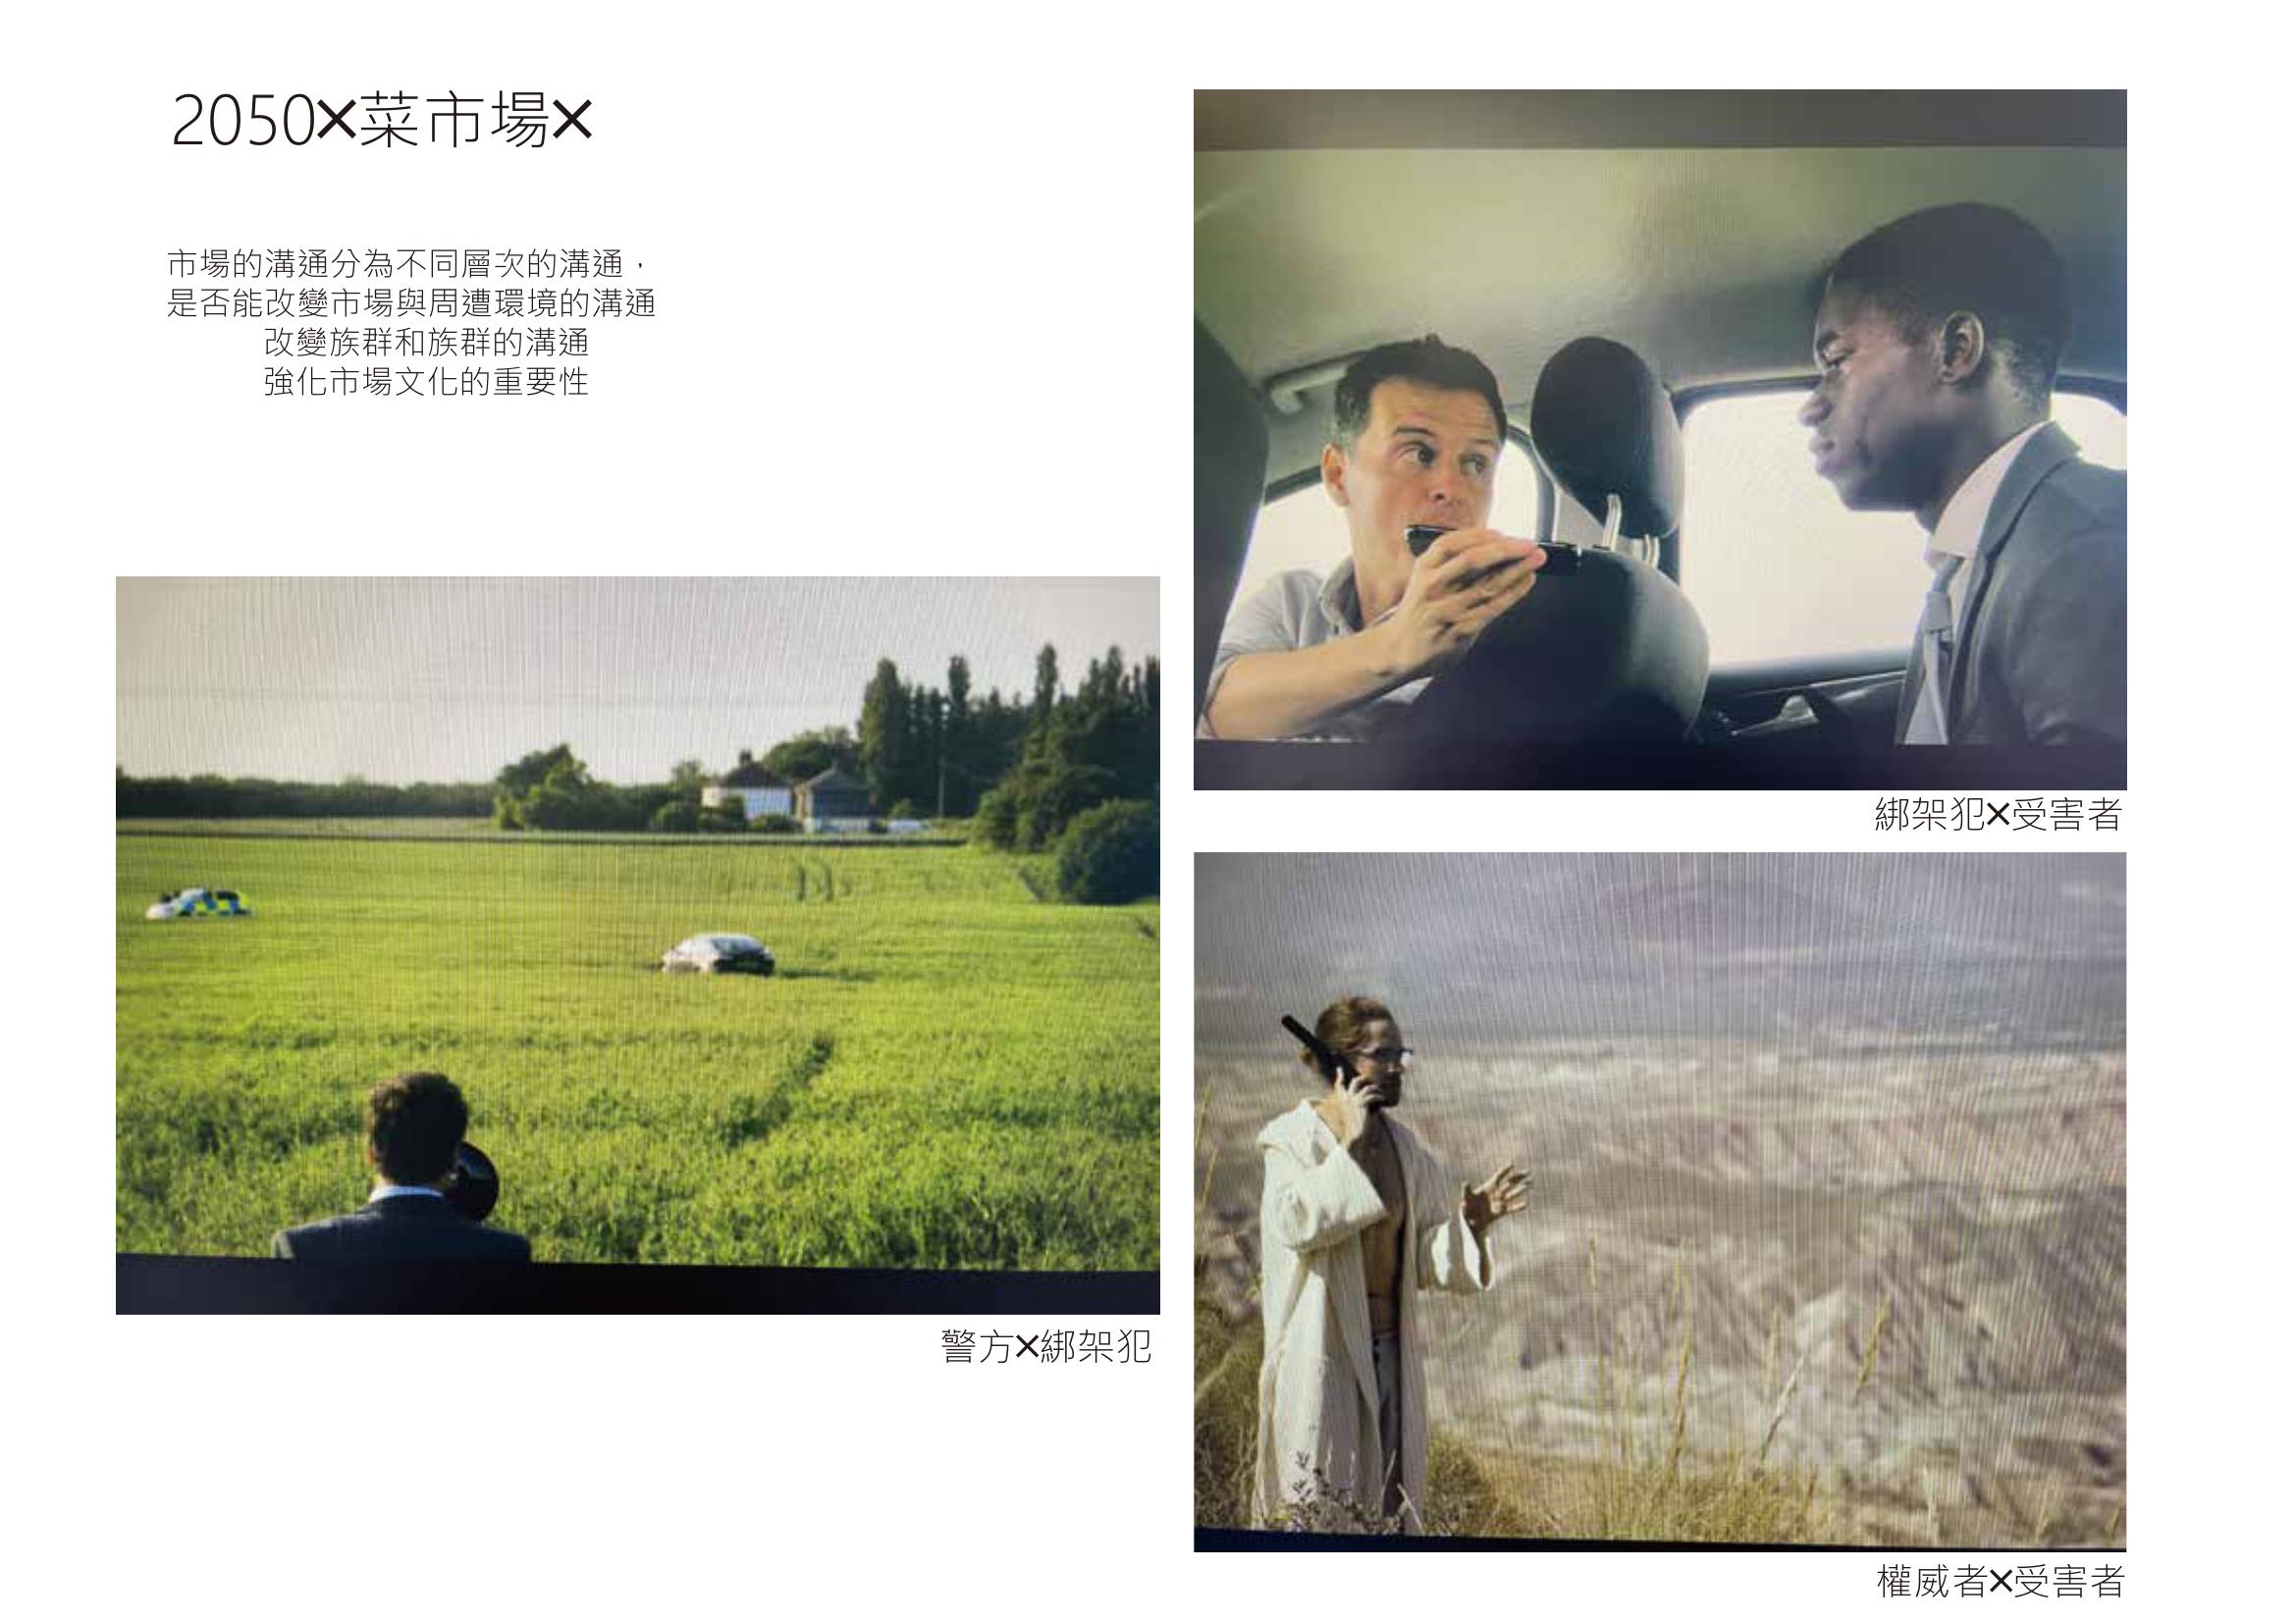 2050✕菜市場✕
市場的溝通分為不同層次的溝通，
是否能改變市場與周遭環境的溝通
改變族群和族群的溝通
強化市場文化的重要性
綁架犯✕受害者
警方✕綁架犯
權威者✕受害者